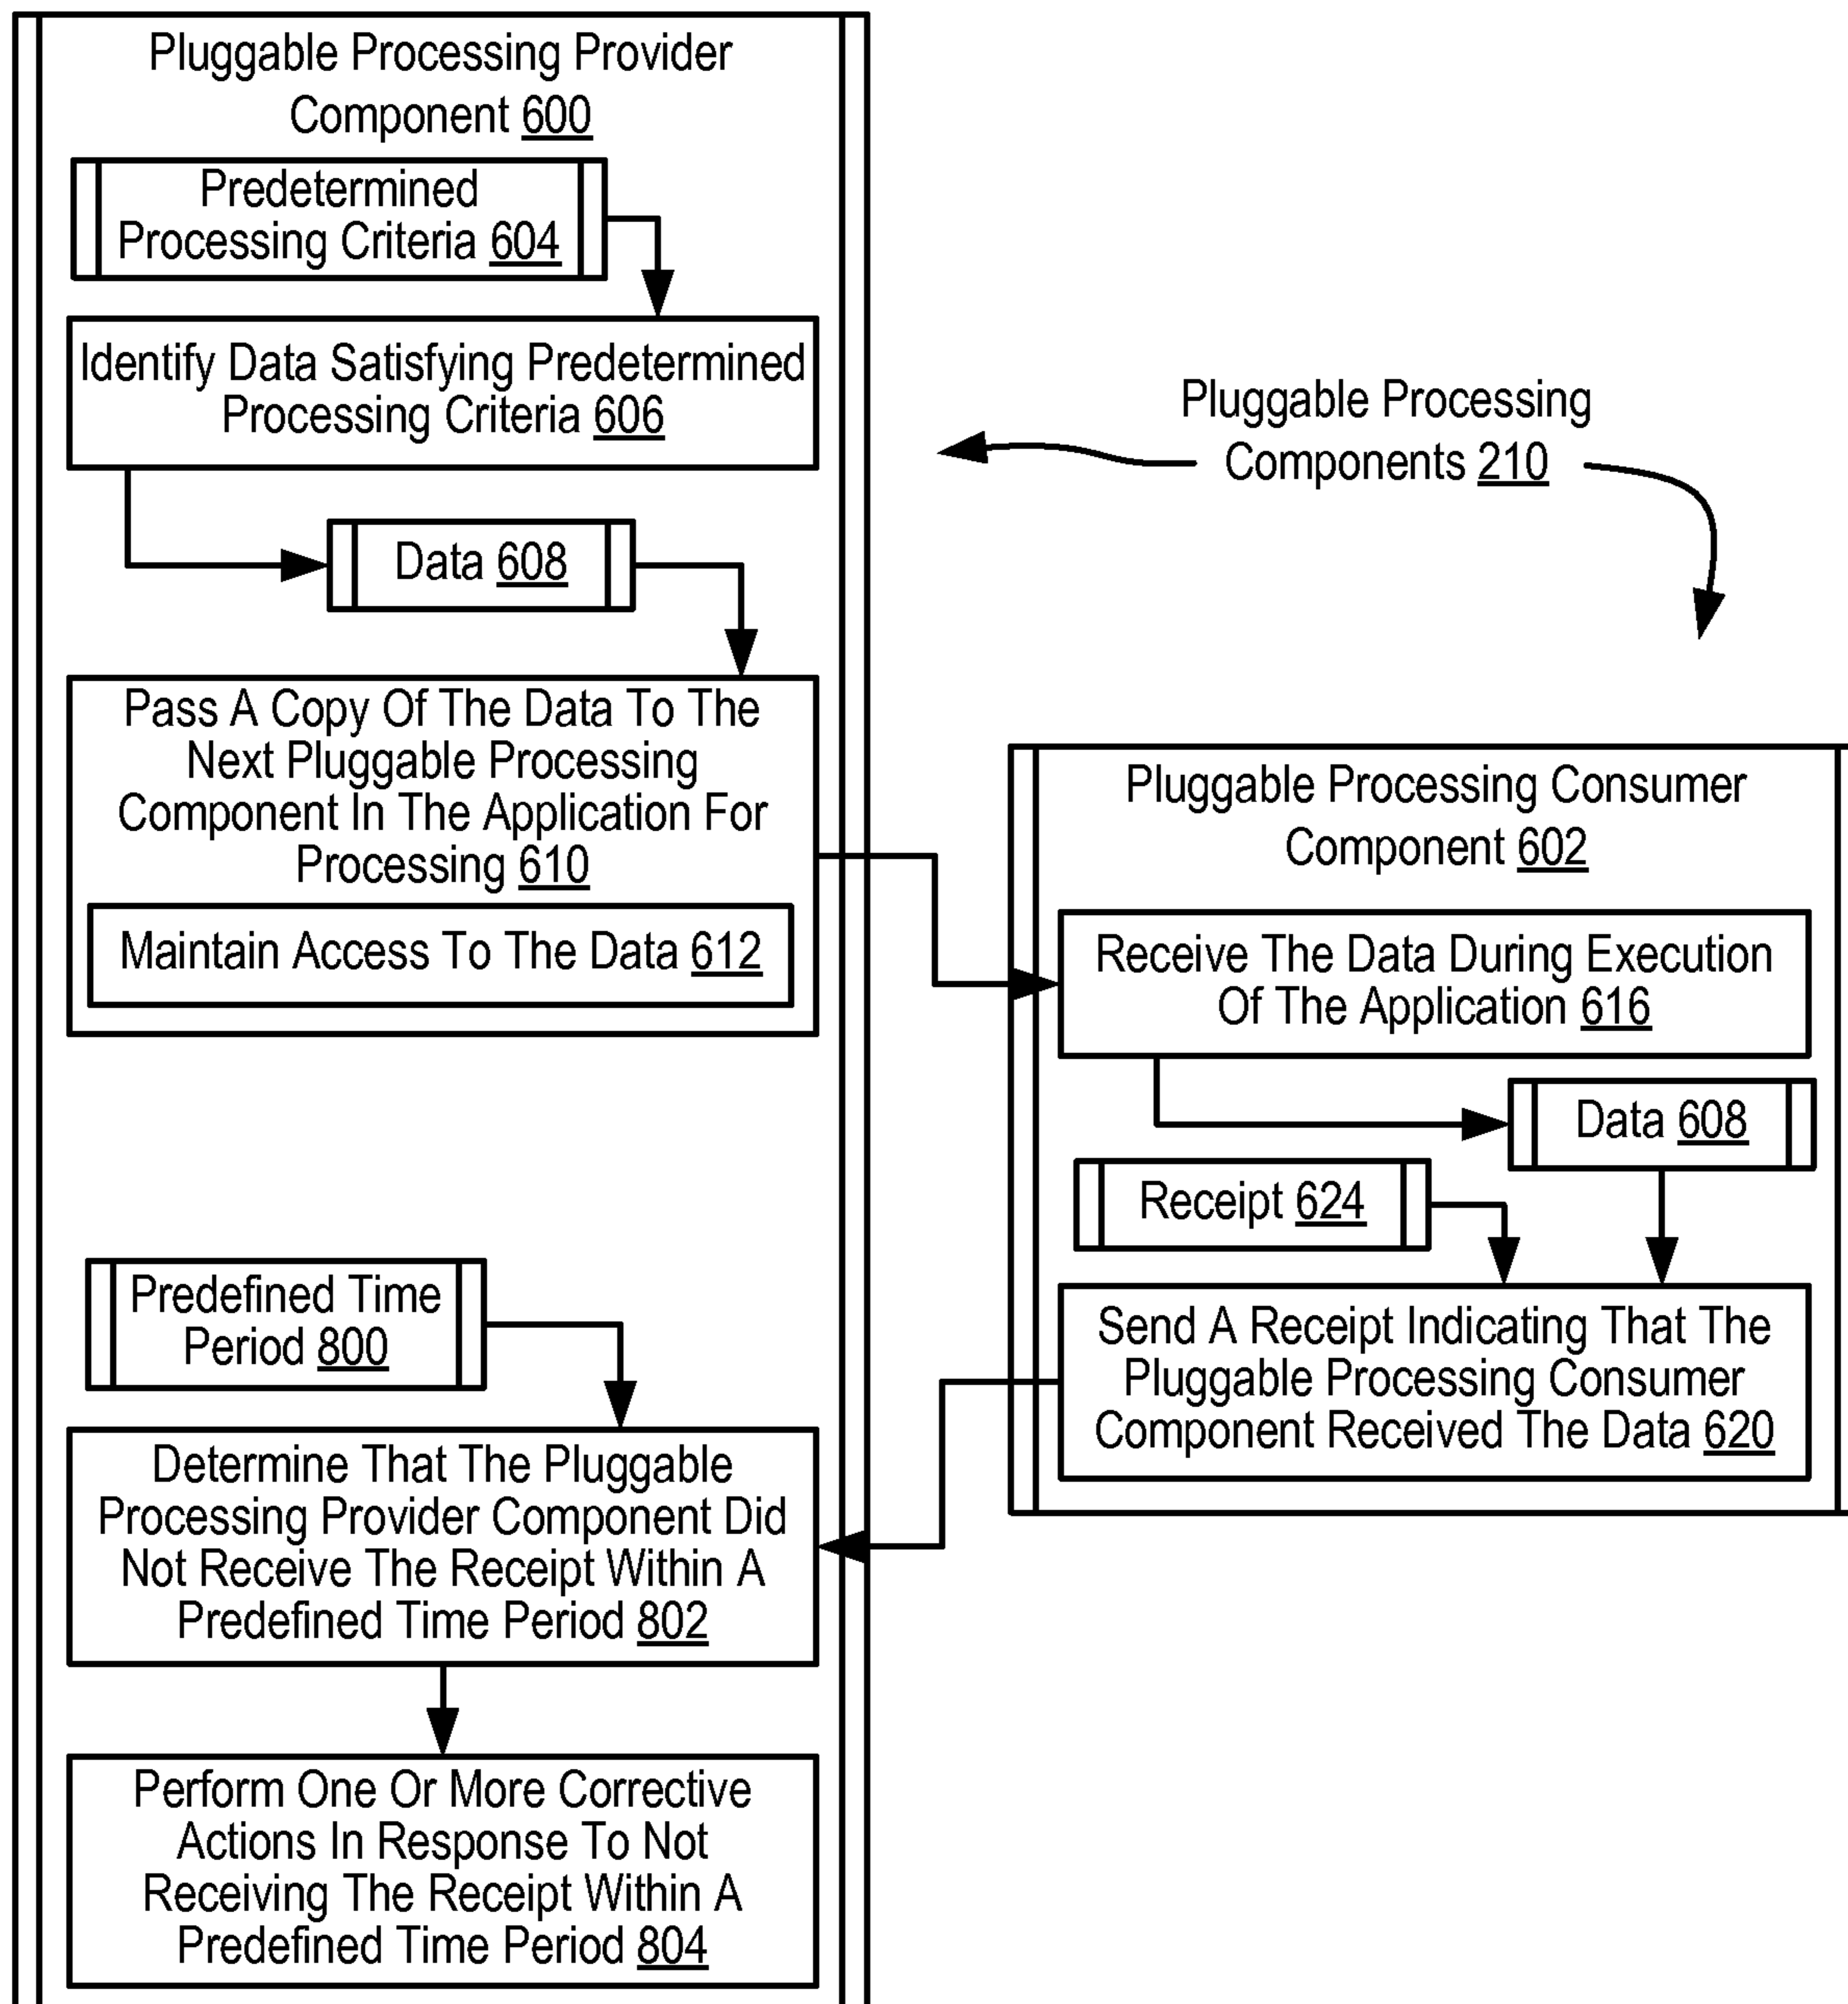 Pluggable Processing Provider
Component 600
Predetermined
Processing Criteria 604
Identify Data Satisfying Predetermined
Processing Criteria 606
Data 608
Pass A Copy Of The Data To The
Next Pluggable Processing
Component In The Application For
Processing 610
Maintain Access To The Data 612
Predefined Time
Period 800
Determine That The Pluggable
Processing Provider Component Did
Not Receive The Receipt Within A
Predefined Time Period 802
Perform One Or More Corrective
Actions In Response To Not
Receiving The Receipt Within A
Predefined Time Period 804
Pluggable Processing
Components 210
Pluggable Processing Consumer
Component 602
Receive The Data During Execution
Of The Application 616
Data 608
Receipt 624
Send A Receipt Indicating That The
Pluggable Processing Consumer
Component Received The Data 620